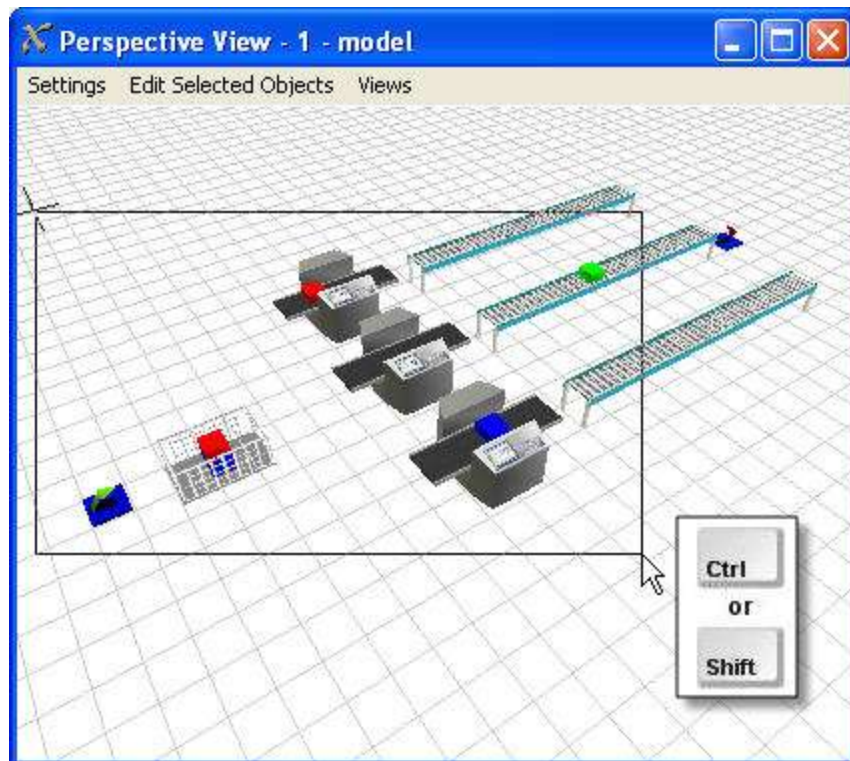 Perspective View - 1 - model
Settings Edit Selected Objects Views
Ctrl
or
Shift